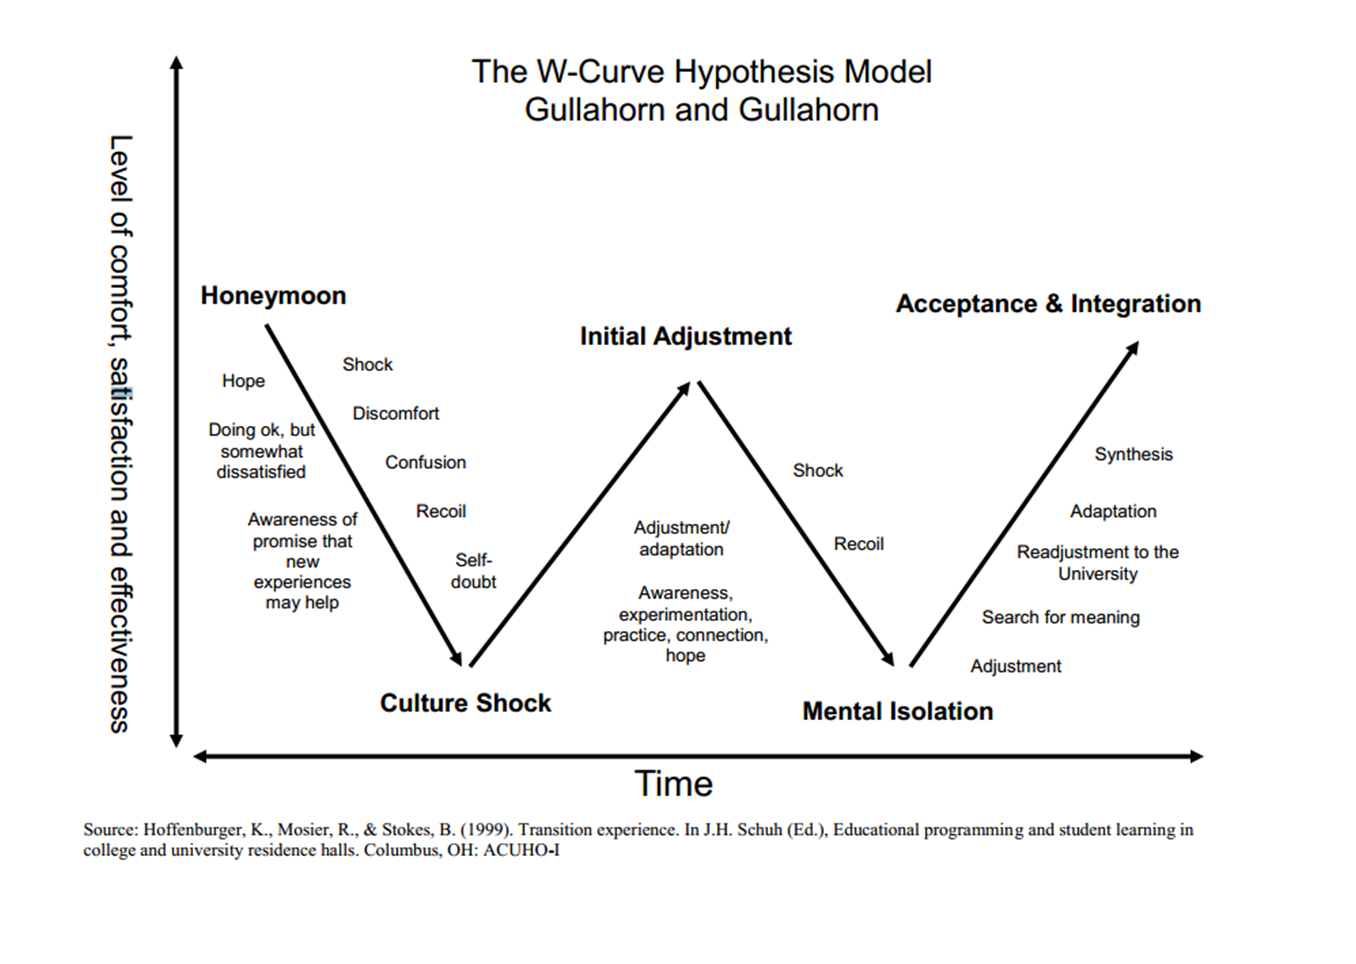 The W-Curve Hypothesis Model
Gullahorn and Gullahorn
Level of comfort, satisfaction and effectiveness
Honeymoon
Hope
Doing ok, but
somewhat
dissatisfied
Awareness of
promise that
new
experiences
may help
Shock
Discomfort
Confusion
Recoil
Self-
doubt
Culture Shock
Initial Adjustment
Adjustment/
adaptation
Awareness,
experimentation,
practice, connection,
hope
Shock
Recoil
Mental Isolation
Acceptance & Integration
Synthesis
Adaptation
Readjustment to the
University
Search for meaning
Adjustment
Time
Source: Hoffenburger, K., Mosier, R., & Stokes, B. (1999). Transition experience. In J.H. Schuh (Ed.), Educational programming and student learning in
college and university residence halls. Columbus, OH: ACUHO-I